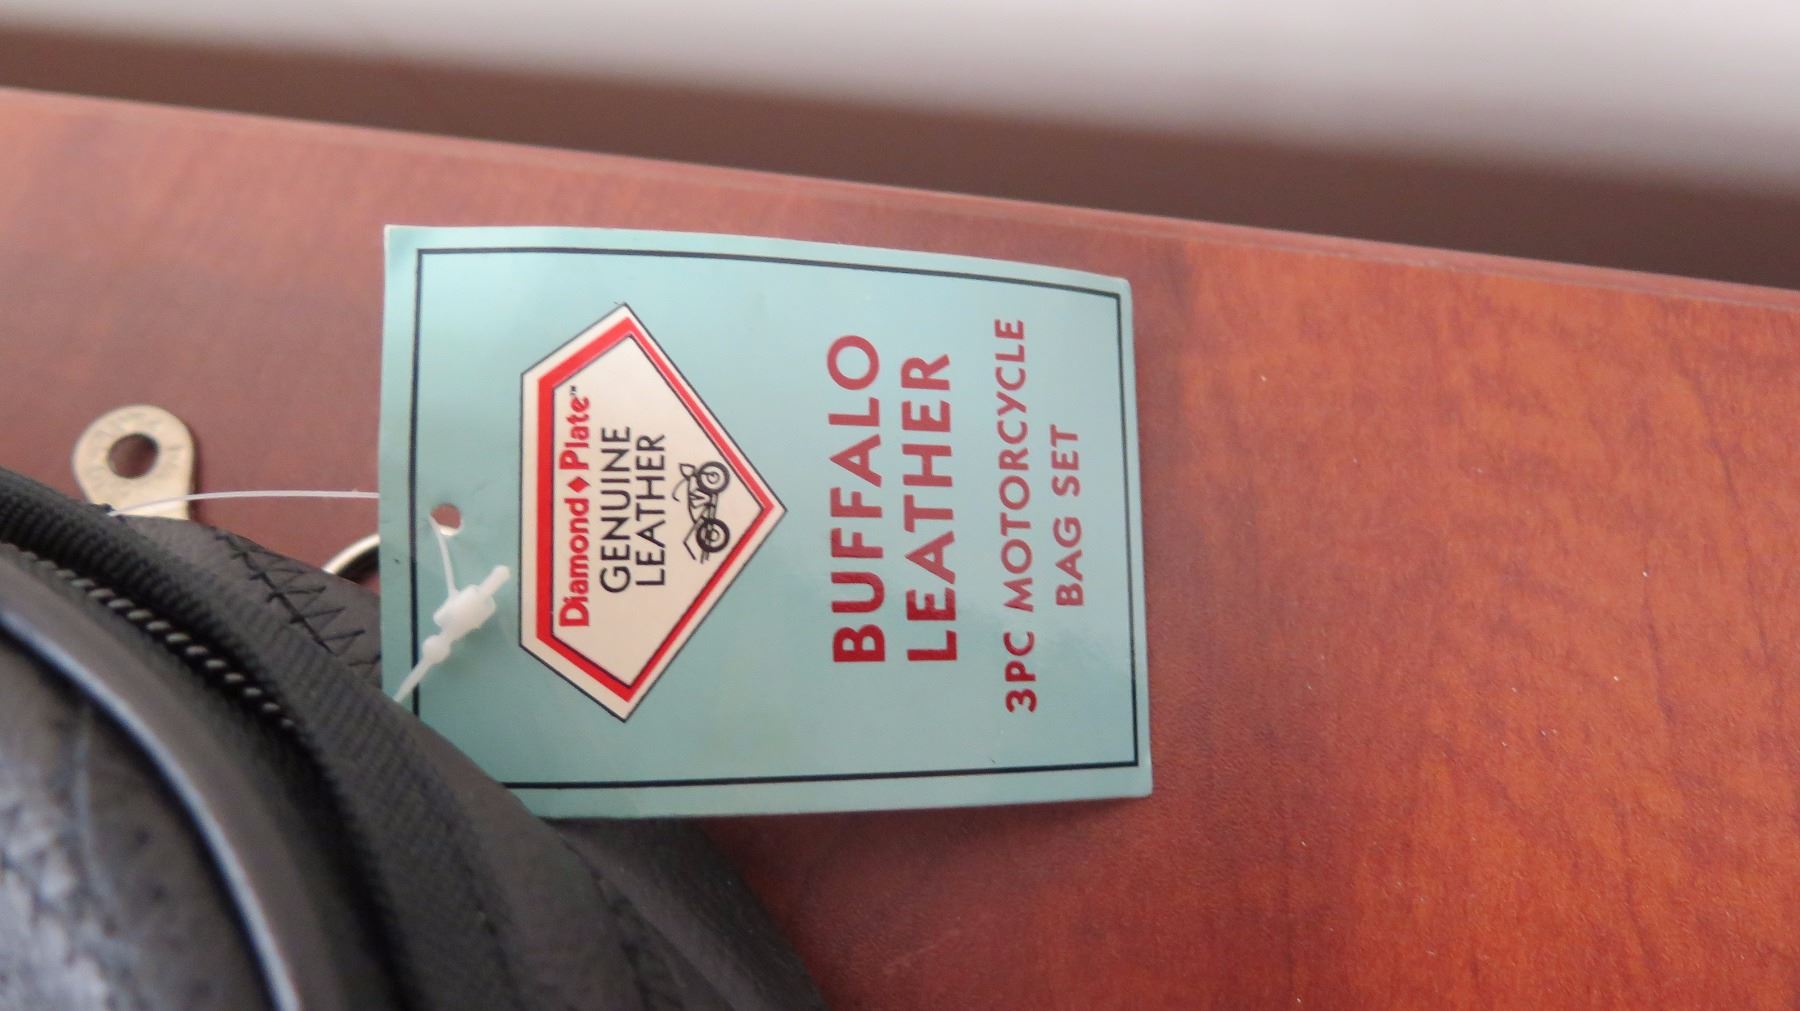 Diamond♦Plate™
GENUINE
LEATHER
BUFFALO
LEATHER
3PC MOTORCYCLE
BAG SET